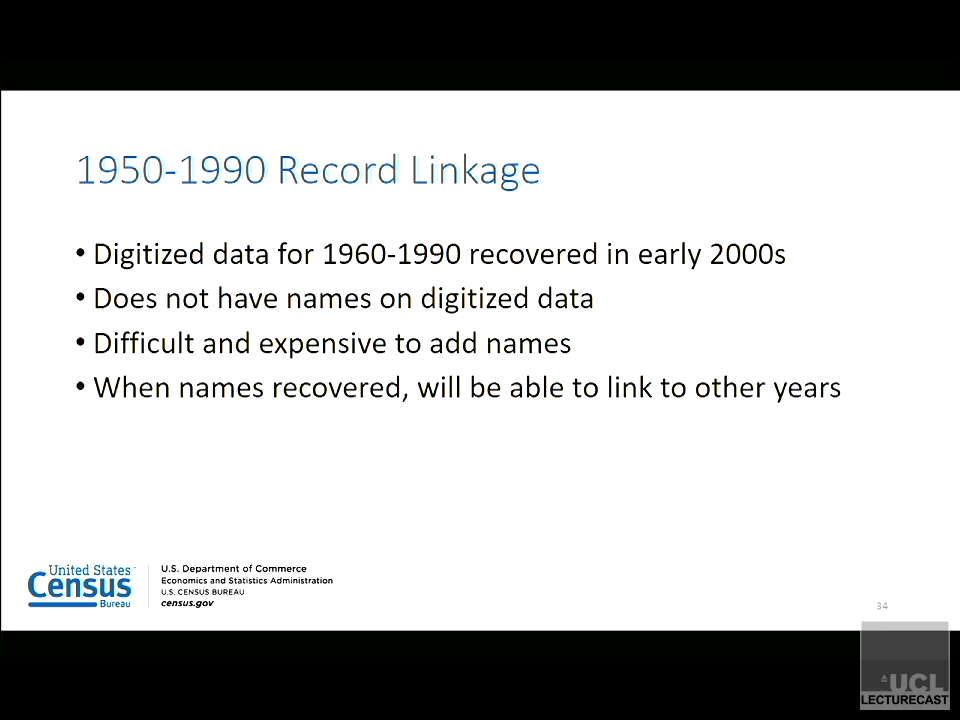 1950-1990 Record Linkage
• Digitized data for 1960-1990 recovered in early 2000s
• Does not have names on digitized data
• Difficult and expensive to add names
• When names recovered, will be able to link to other years
United States
Census
Bureau
U.S. Department of Commerce
Economics and Statistics Administration
U.S. CENSUS BUREAU
census.gov
34
UCL
LECTURECAST